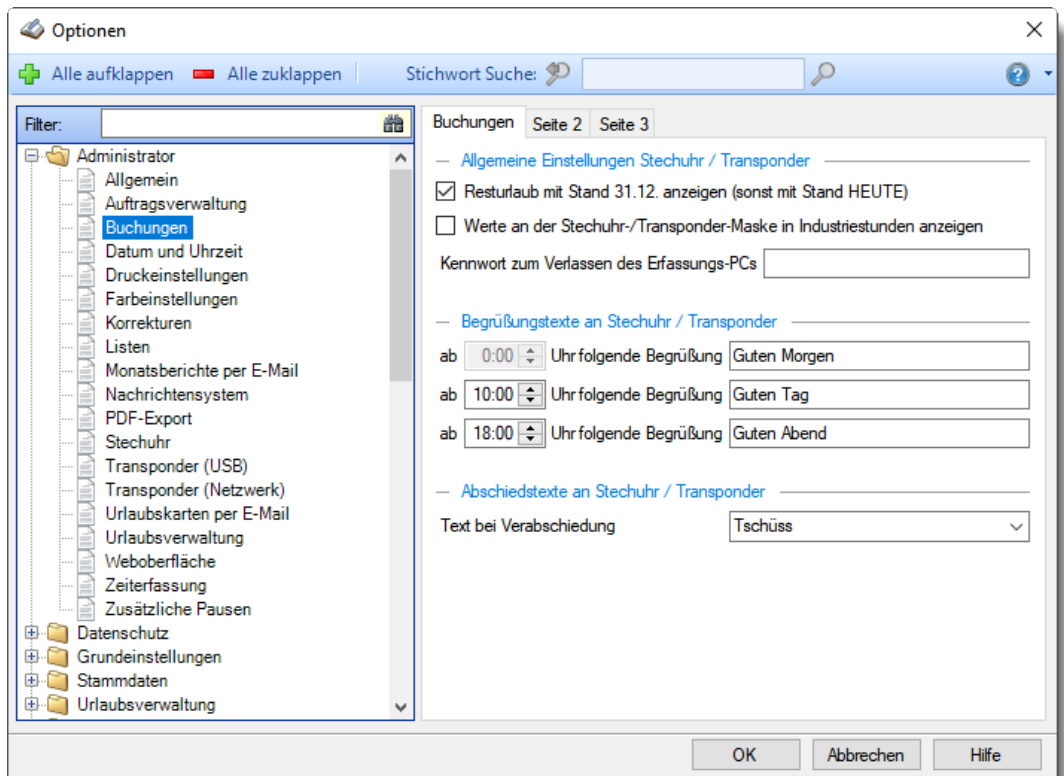 Optionen
Alle aufklappen Alle zuklappen Stichwort Suche:
Filter:
Administrator
Allgemein
Auftragsverwaltung
Buchungen
Datum und Uhrzeit
Druckeinstellungen
Farbeinstellungen
Korrekturen
Listen
Monatsberichte per E-Mail
Nachrichtensystem
PDF-Export
Stechuhr
Transponder (USB)
Transponder (Netzwerk)
Urlaubskarten per E-Mail
Urlaubsverwaltung
Weboberfläche
Zeiterfassung
Zusätzliche Pausen
Datenschutz
Grundeinstellungen
Stammdaten
Urlaubsverwaltung
Buchungen Seite 2 Seite 3
Allgemeine Einstellungen Stechuhr / Transponder
Resturlaub mit Stand 31.12. anzeigen (sonst mit Stand HEUTE)
Werte an der Stechuhr-/Transponder-Maske in Industriestunden anzeigen
Kennwort zum Verlassen des Erfassungs-PCs
Begrüßungstexte an Stechuhr / Transponder
ab 0:00 Uhr folgende Begrüßung Guten Morgen
ab 10:00 Uhr folgende Begrüßung Guten Tag
ab 18:00 Uhr folgende Begrüßung Guten Abend
Abschiedstexte an Stechuhr / Transponder
Text bei Verabschiedung Tschüss
OK Abbrechen Hilfe